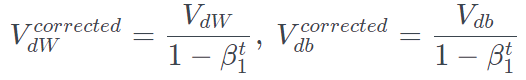 $V_{dW}^{corrected} = \frac{V_{dW}}{1 - \beta_1^t},\ V_{db}^{corrected} = \frac{V_{db}}{1 - \beta_1^t}$